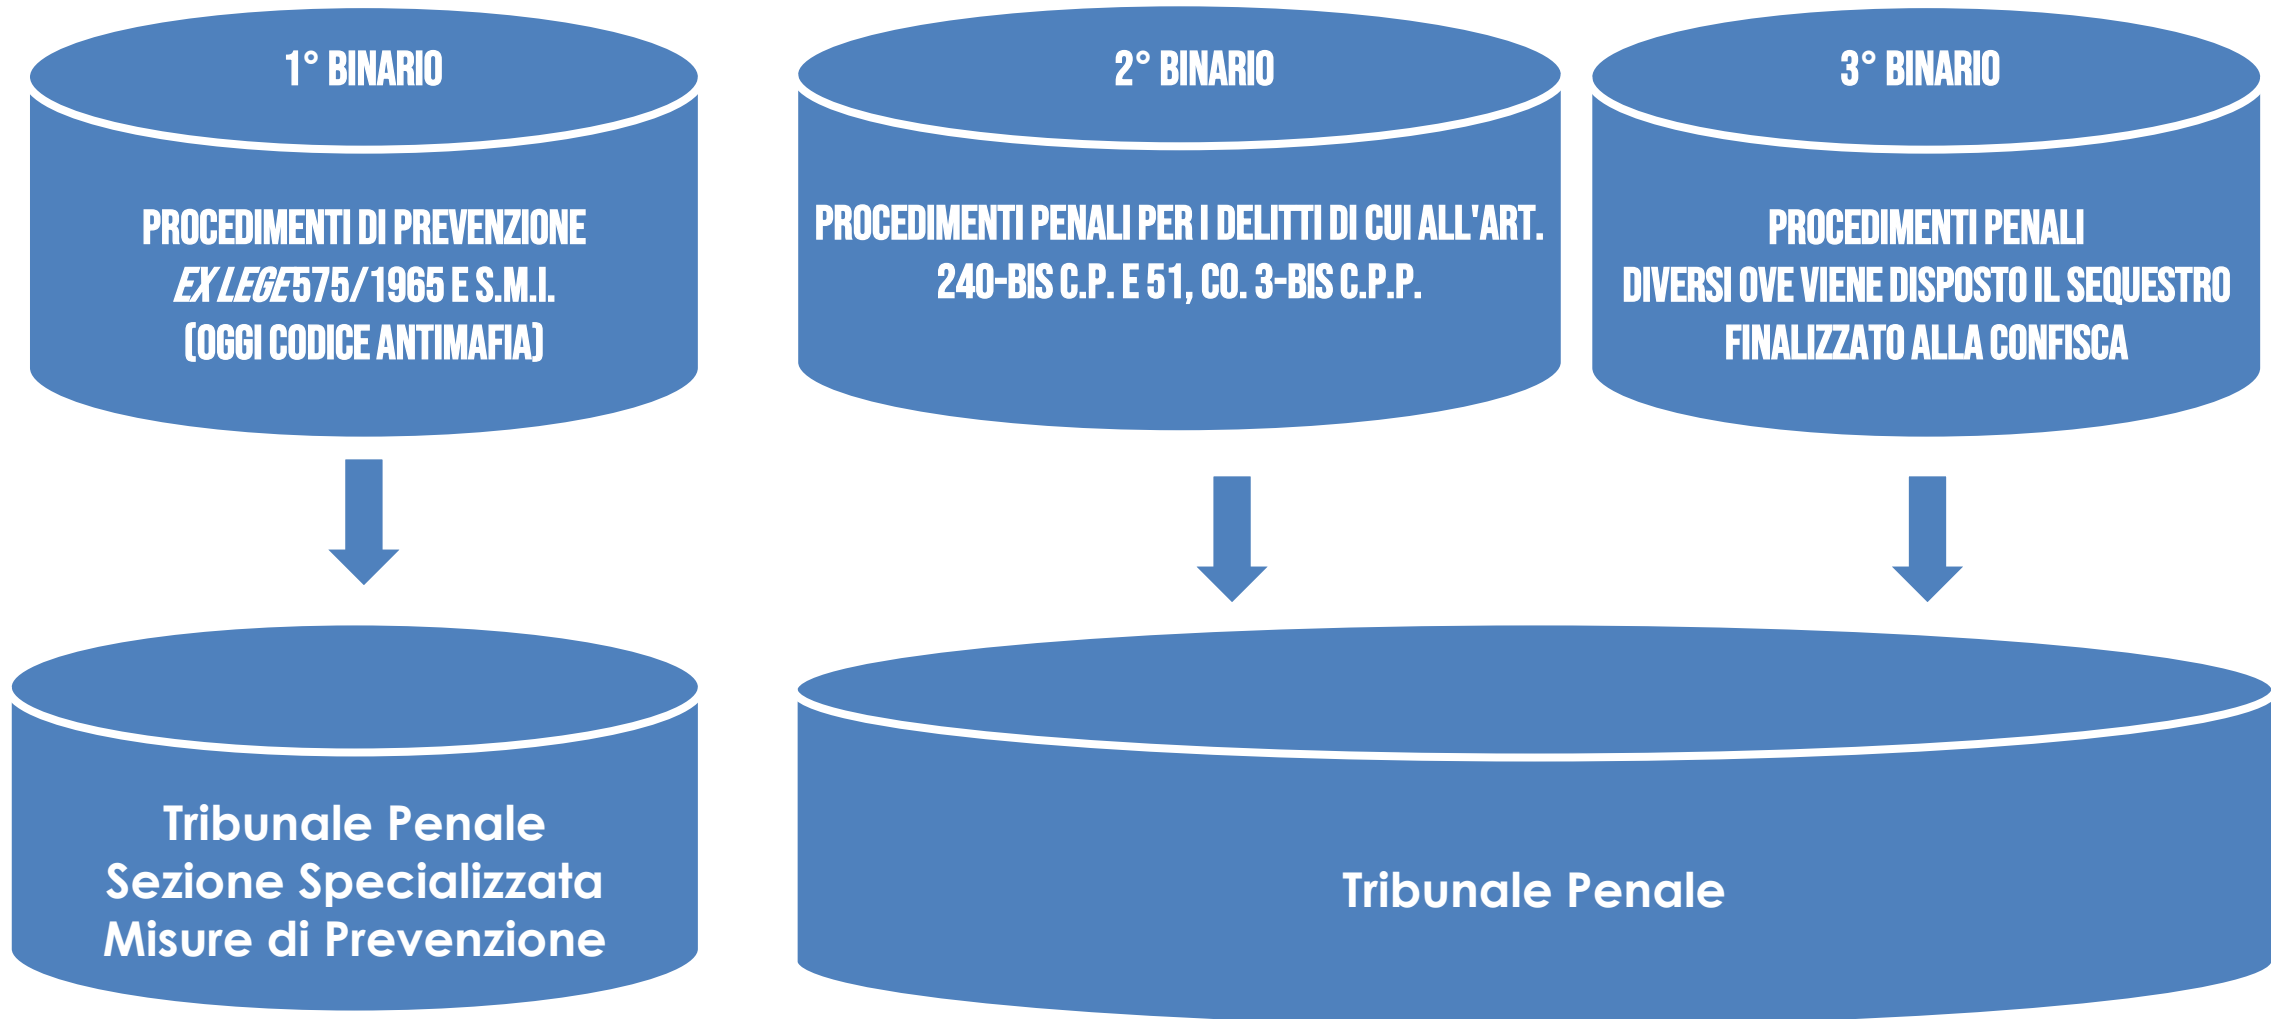 1° BINARIO
PROCEDIMENTI DI PREVENZIONE
EX LEGE 575/1965 E S.M.I.
(OGGI CODICE ANTIMAFIA)
2° BINARIO
PROCEDIMENTI PENALI PER I DELITTI DI CUI ALL'ART.
240-BIS C.P. E 51, CO. 3-BIS C.P.P.
3° BINARIO
PROCEDIMENTI PENALI
DIVERSI OVE VIENE DISPOSTO IL SEQUESTRO
FINALIZZATO ALLA CONFISCA
Tribunale Penale
Sezione Specializzata
Misure di Prevenzione
Tribunale Penale